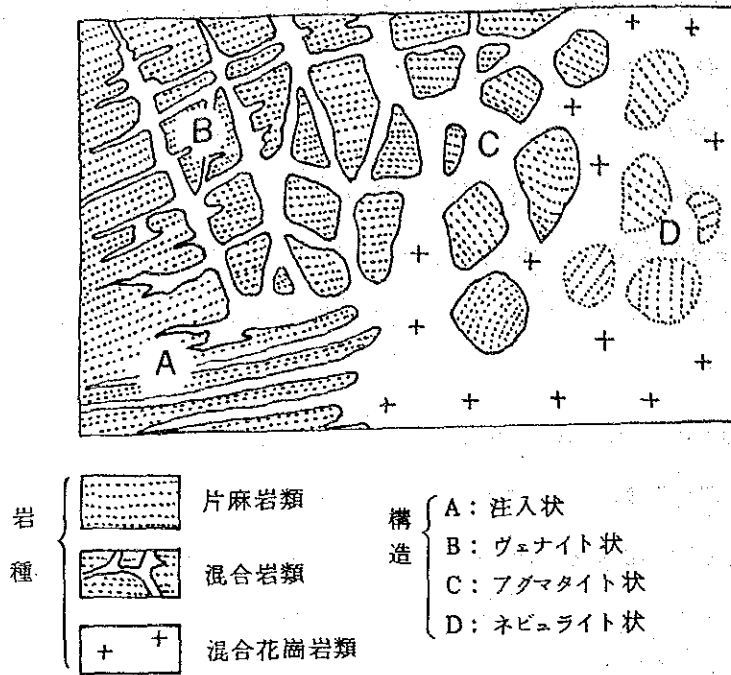 B
C
D
A
岩種
片麻岩類
混合岩類
混合花崗岩類
構造
A：注入状
B：ヴェナイト状
C：アグマタイト状
D：ネビュライト状